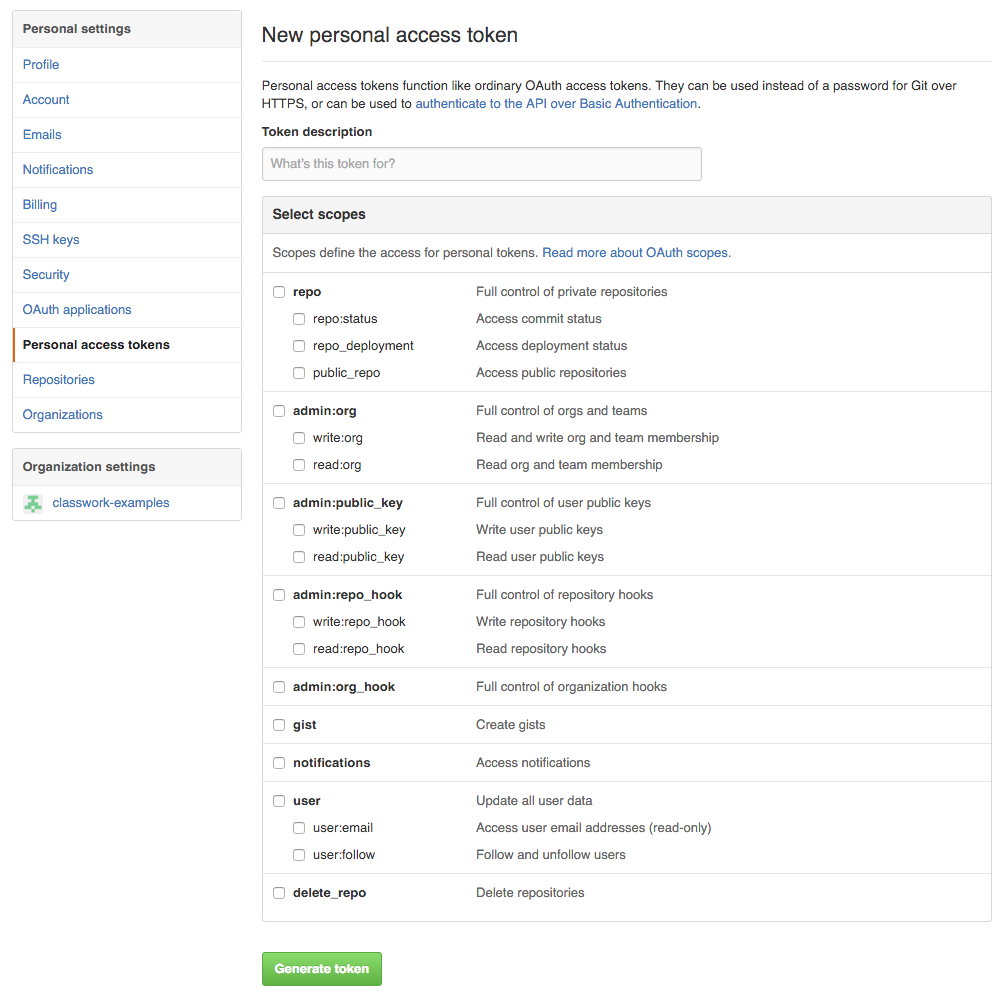 Personal settings
Profile
Account
Emails
Notifications
Billing
SSH keys
Security
OAuth applications
Personal access tokens
Repositories
Organizations
Organization settings
classwork-examples
New personal access token
Personal access tokens function like ordinary OAuth access tokens. They can be used instead of a password for Git over
HTTPS, or can be used to authenticate to the API over Basic Authentication.
Token description
What's this token for?
Select scopes
Scopes define the access for personal tokens. Read more about OAuth scopes.
repo Full control of private repositories
repo:status Access commit status
repo_deployment Access deployment status
public_repo Access public repositories
admin:org Full control of orgs and teams
write:org Read and write org and team membership
read:org Read org and team membership
admin:public_key Full control of user public keys
write:public_key Write user public keys
read:public_key Read user public keys
admin:repo_hook Full control of repository hooks
write:repo_hook Write repository hooks
read:repo_hook Read repository hooks
admin:org_hook Full control of organization hooks
gist Create gists
notifications Access notifications
user Update all user data
user:email Access user email addresses (read-only)
user:follow Follow and unfollow users
delete_repo Delete repositories
Generate token